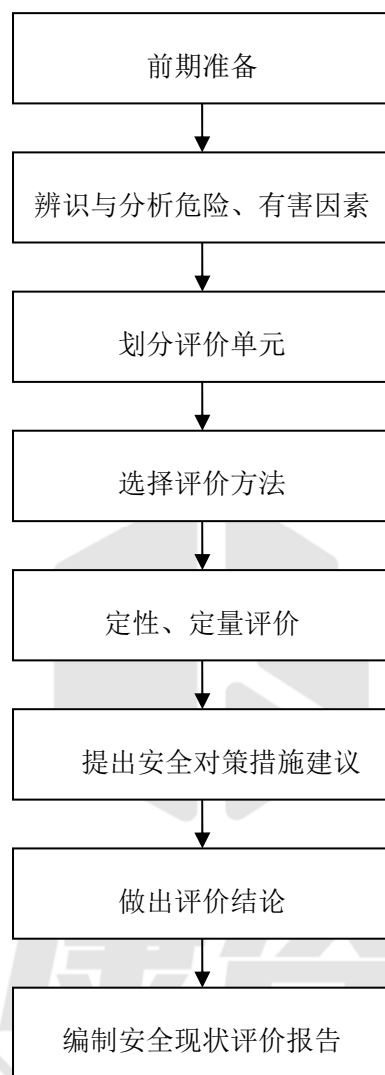 前期准备
辨识与分析危险、有害因素
划分评价单元
选择评价方法
定性、定量评价
提出安全对策措施建议
做出评价结论
编制安全现状评价报告